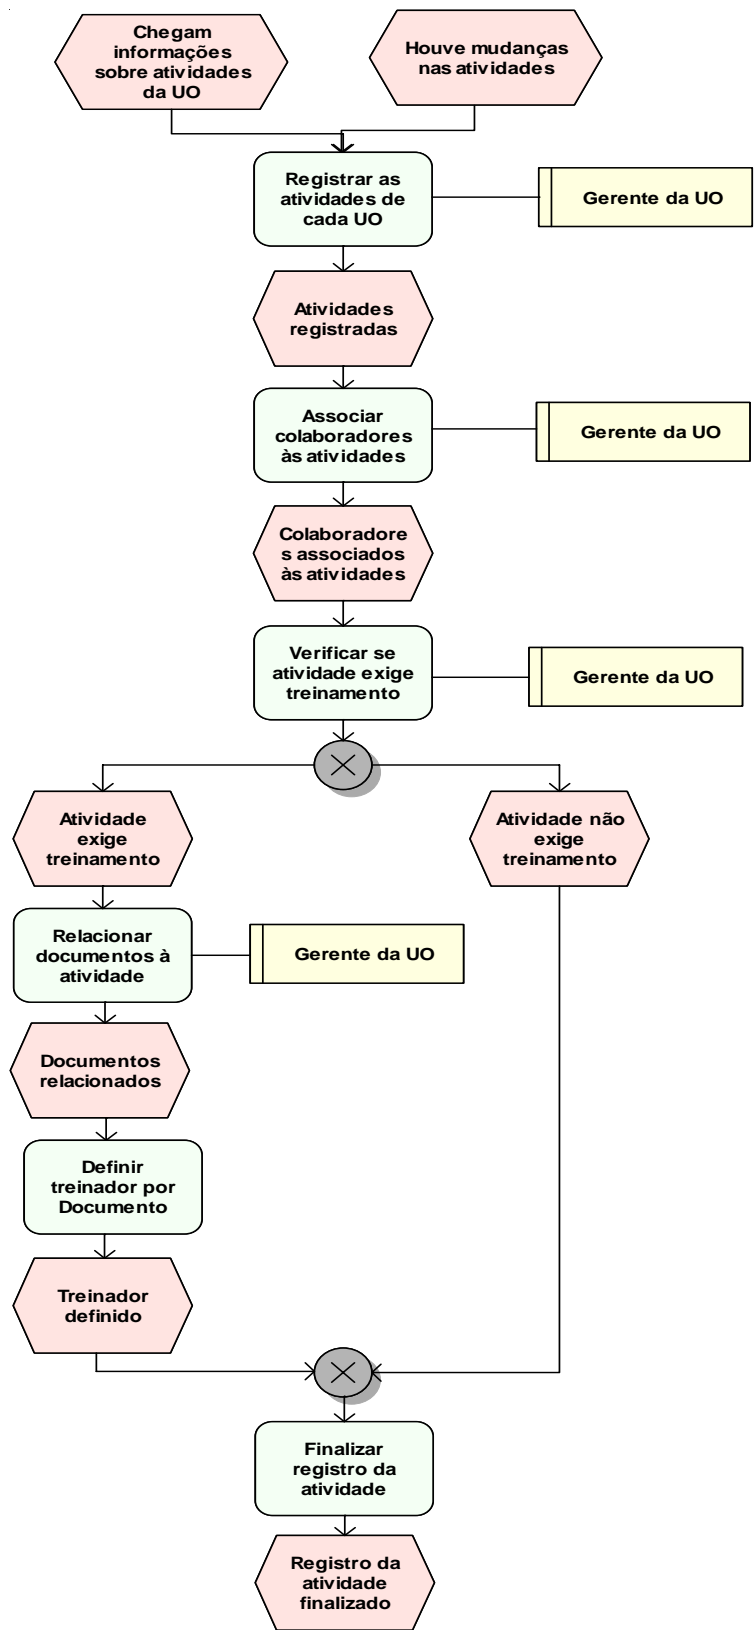 Chegam
informações
sobre atividades
da UO
Houve mudanças
nas atividades
Registrar as
atividades de
cada UO
Gerente da UO
Atividades
registradas
Associar
colaboradores
às atividades
Gerente da UO
Colaboradore
s associados
às atividades
Verificar se
atividade exige
treinamento
Gerente da UO
Atividade
exige
treinamento
Atividade não
exige
treinamento
Relacionar
documentos à
atividade
Gerente da UO
Documentos
relacionados
Definir
treinador por
Documento
Treinador
definido
Finalizar
registro da
atividade
Registro da
atividade
finalizado